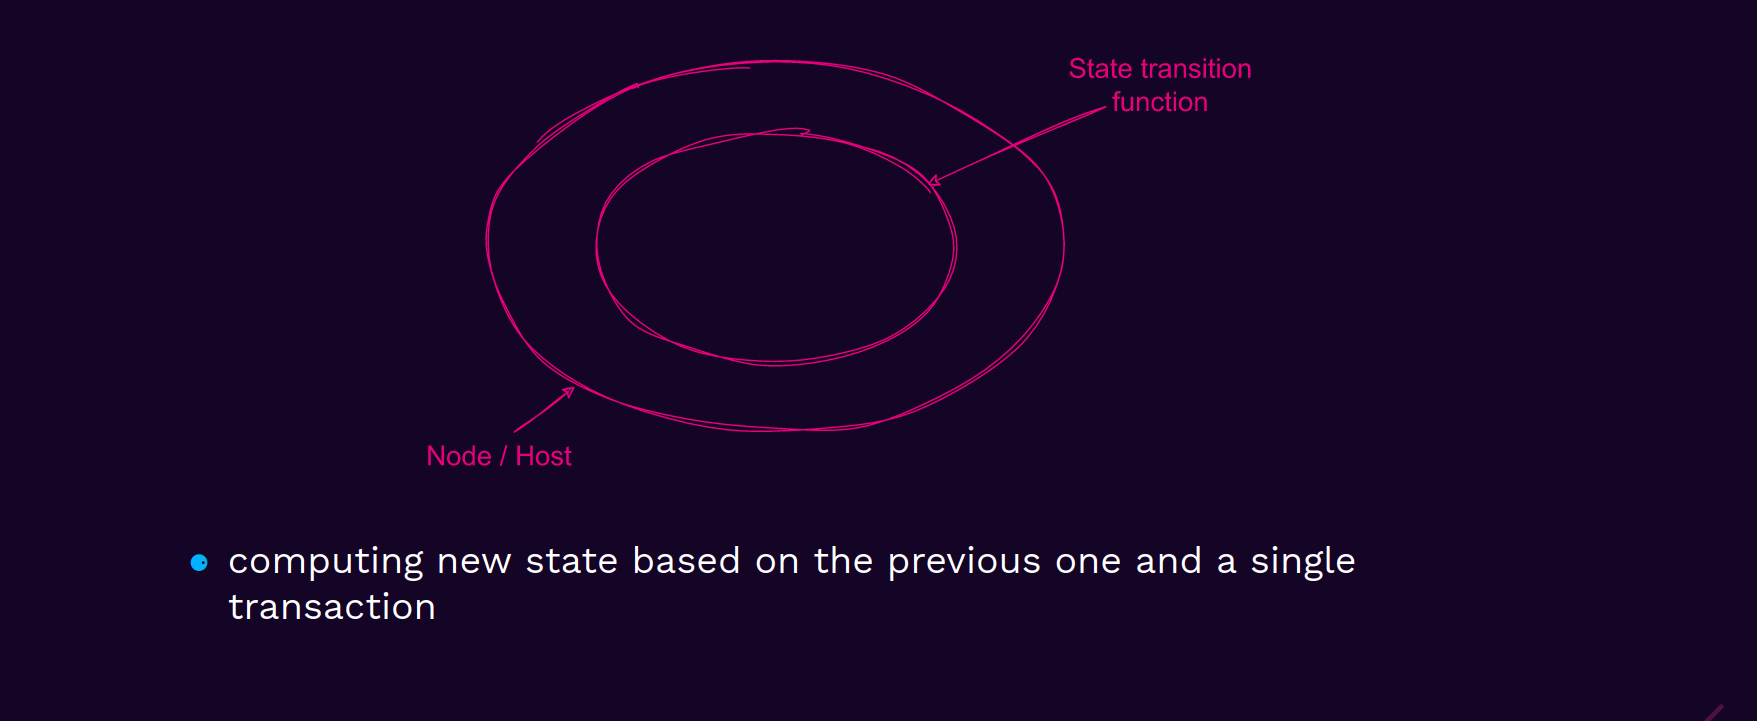 State transition
function
Node / Host
computing new state based on the previous one and a single
transaction